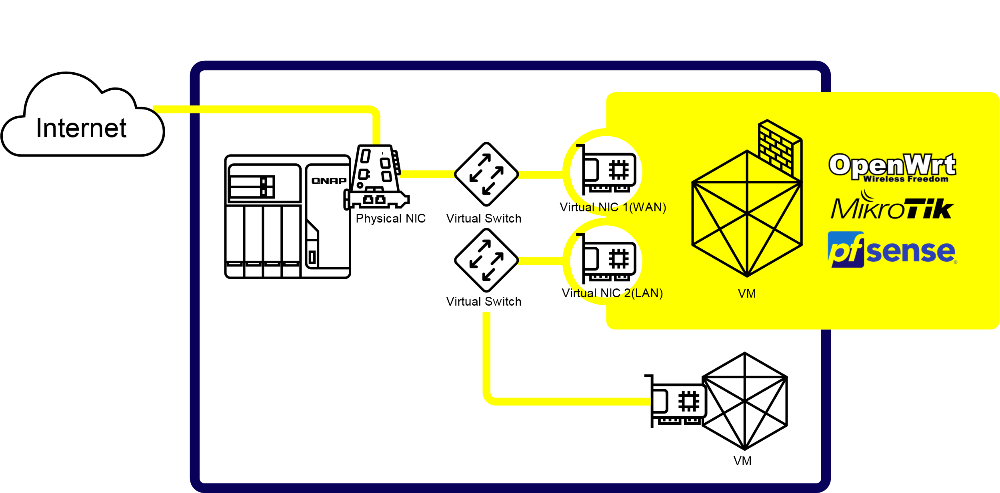 Internet
QNAP
Physical NIC
Virtual Switch
Virtual NIC 1(WAN)
Virtual Switch
Virtual NIC 2(LAN)
OpenWrt
Wireless Freedom
MikroTik
pfsense®
VM
VM